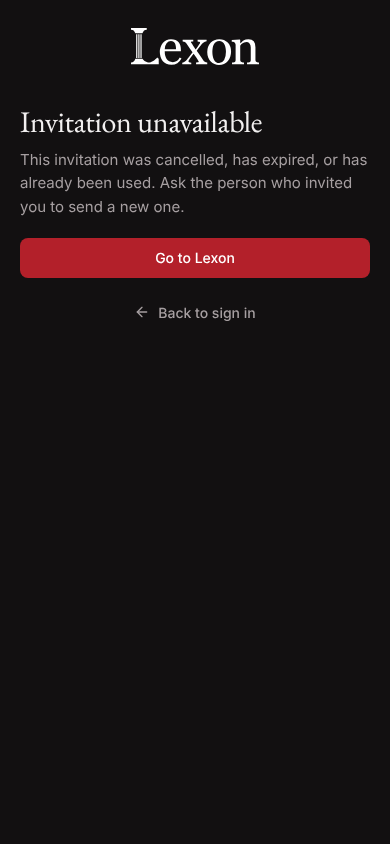 Lexon
Invitation unavailable
This invitation was cancelled, has expired, or has
already been used. Ask the person who invited
you to send a new one.
Go to Lexon
Back to sign in